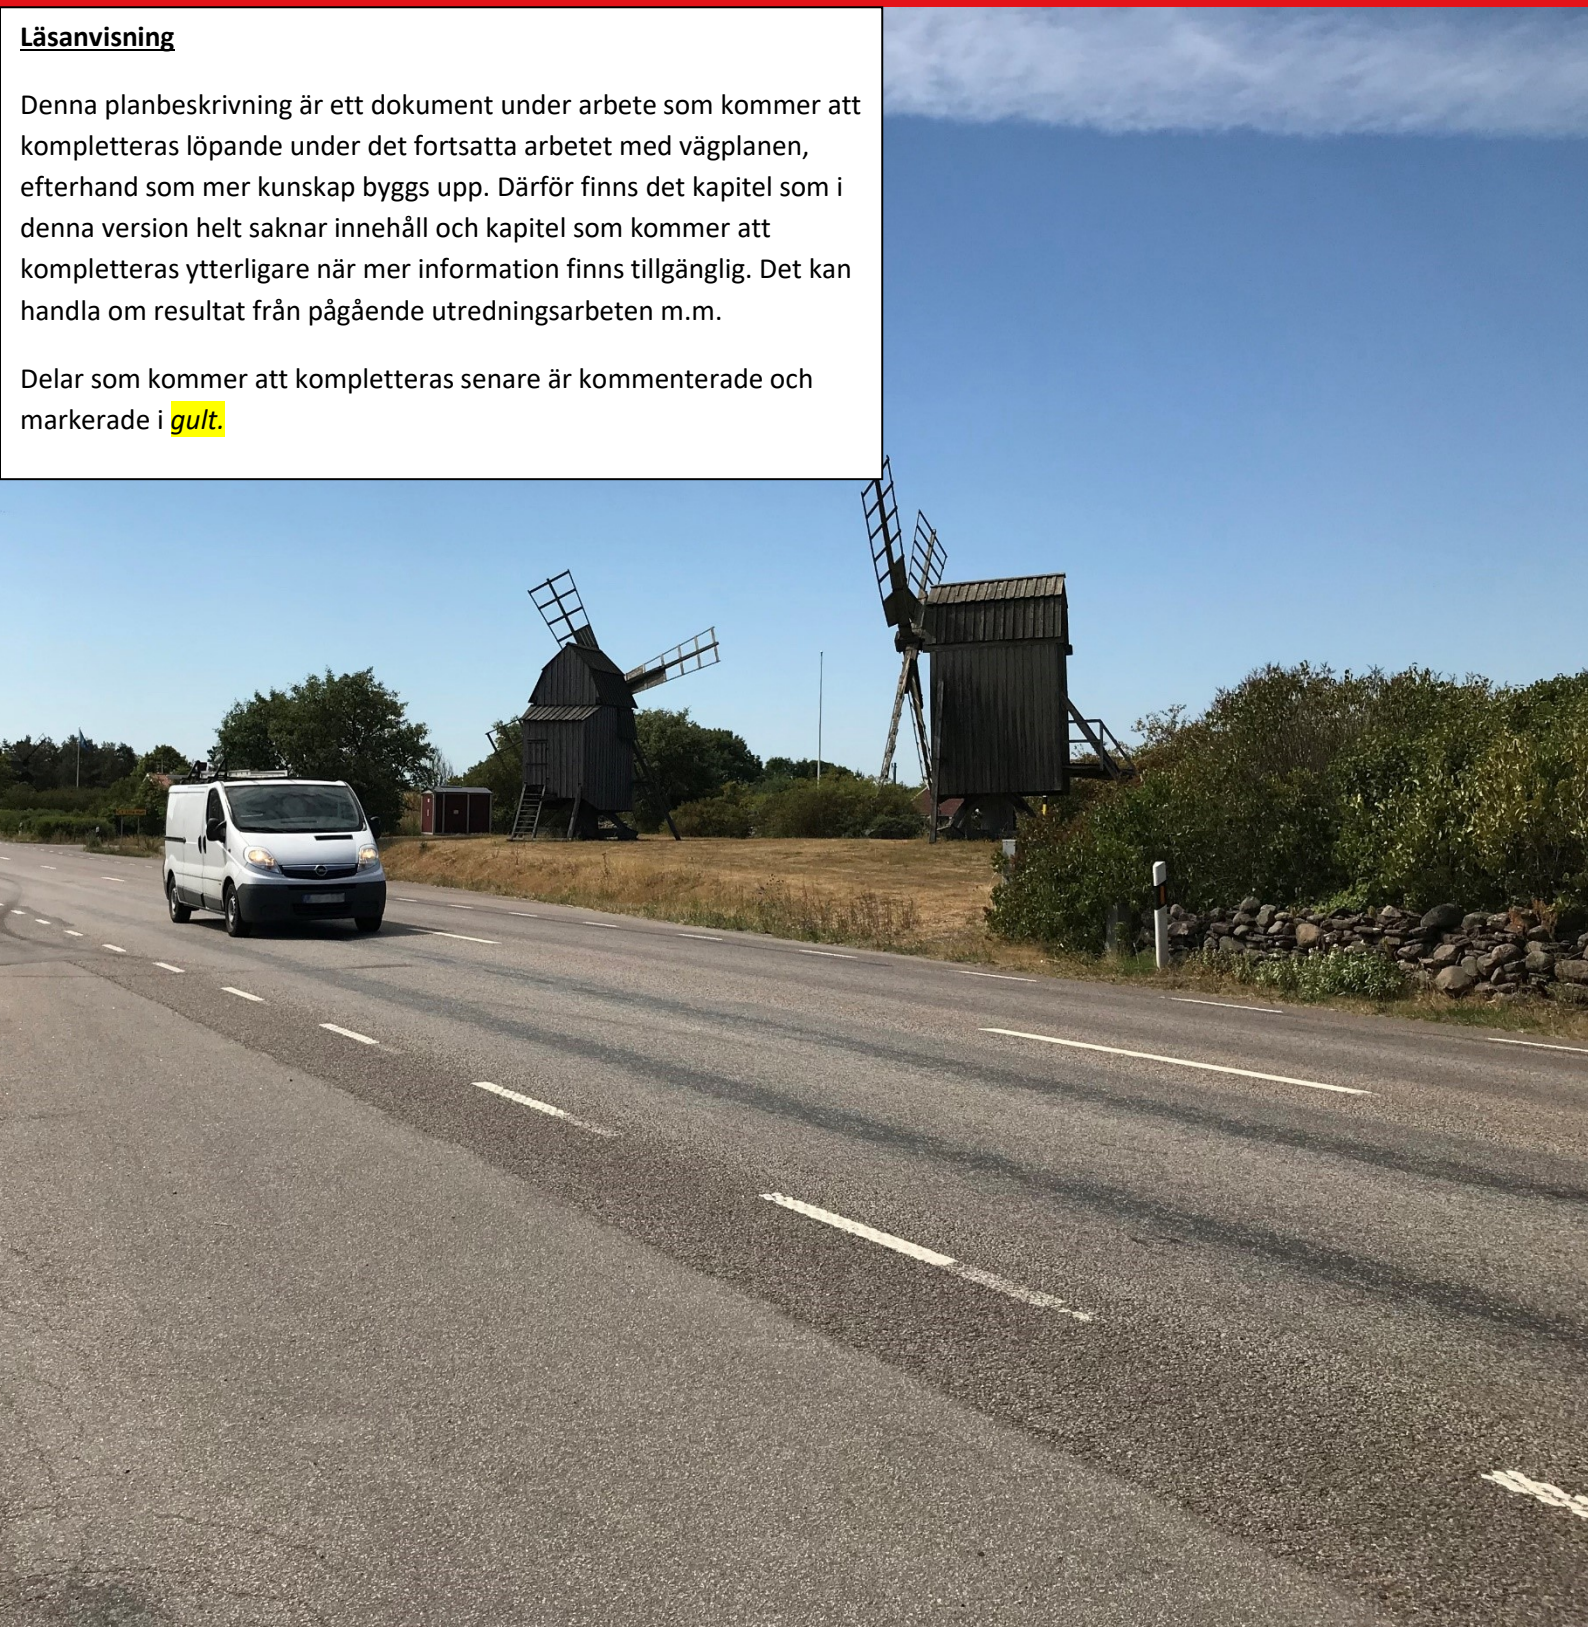 Läsanvisning
Denna planbeskrivning är ett dokument under arbete som kommer att
kompletteras löpande under det fortsatta arbetet med vägplanen,
efterhand som mer kunskap byggs upp. Därför finns det kapitel som i
denna version helt saknar innehåll och kapitel som kommer att
kompletteras ytterligare när mer information finns tillgänglig. Det kan
handla om resultat från pågående utredningsarbeten m.m.
Delar som kommer att kompletteras senare är kommenterade och
markerade i gult.